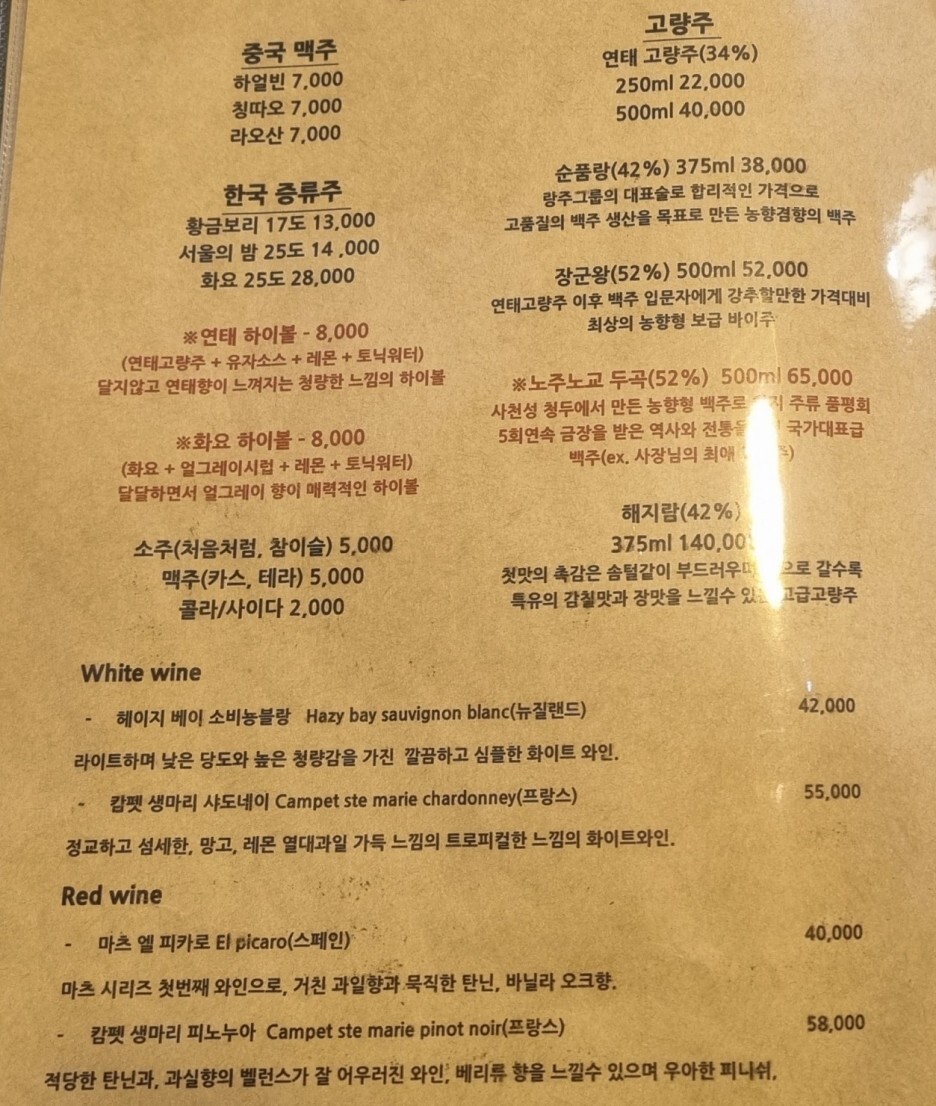 중국 맥주
하얼빈 7,000
칭따오 7,000
라오산 7,000
한국 증류주
황금보리 17도 13,000
서울의 밤 25도 14 ,000
화요 25도 28,000
※연태 하이볼 - 8,000
(연태고량주 + 유자소스 + 레몬 + 토닉워터)
달지않고 연태향이 느껴지는 청량한 느낌의 하이볼
※화요 하이볼 - 8,000
(화요 + 얼그레이시럽 + 레몬 + 토닉워터)
달달하면서 얼그레이 향이 매력적인 하이볼
소주(처음처럼, 참이슬) 5,000
맥주(카스, 테라) 5,000
콜라/사이다 2,000
고량주
연태 고량주(34%)
250ml 22,000
500ml 40,000
순품랑(42%) 375ml 38,000
랑주그룹의 대표술로 합리적인 가격으로
고품질의 백주 생산을 목표로 만든 농향겸향의 백주
장군왕(52%) 500ml 52,000
연태고량주 이후 백주 입문자에게 강추할만한 가격대비
최상의 농향형 보급 바이주
※노주노교 두곡(52%) 500ml 65,000
사천성 청두에서 만든 농향형 백주로 주류 품평회
5회연속 금장을 받은 역사와 국가대표급
백주(ex. 사장님의 최애
해지람(42%)
375ml 140,000
첫맛의 촉감은 솜털같이 갈수록
특유의 감칠맛과 장맛을 느낄수 고급고량주
White wine
- 헤이지 베이 소비뇽블랑 Hazy bay sauvignon blanc(뉴질랜드) 42,000
라이트하며 낮은 당도와 높은 청량감을 가진 깔끔하고 심플한 화이트 와인.
- 캄펫 생마리 샤도네이 Campet ste marie chardonney(프랑스) 55,000
정교하고 섬세한, 망고, 레몬 열대과일 가득 느낌의 트로피컬한 느낌의 화이트와인.
Red wine
- 마츠 엘 피카로 El picaro(스페인) 40,000
마츠 시리즈 첫번째 와인으로, 거친 과일향과 묵직한 탄닌, 바닐라 오크향.
- 캄펫 생마리 피노누아 Campet ste marie pinot noir(프랑스) 58,000
적당한 탄닌과, 과실향의 벨런스가 잘 어우러진 와인, 베리류 향을 느낄수 있으며 우아한 피니쉬.